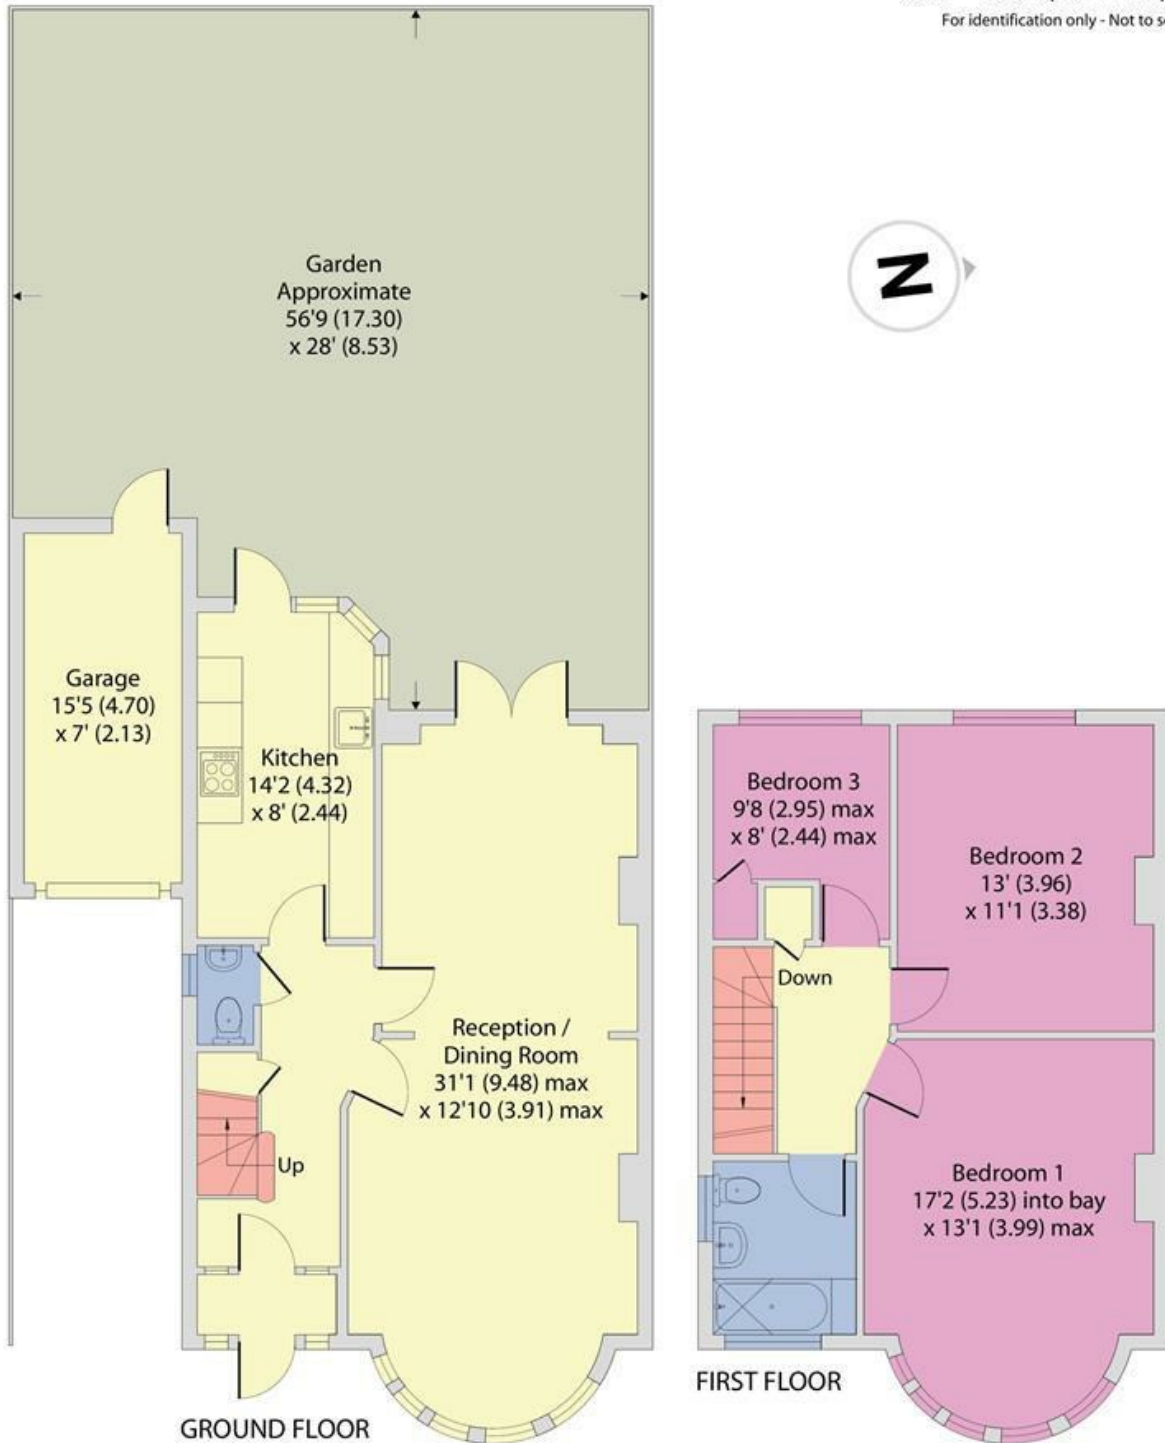 For identification only - Not to
Garden
Approximate
56'9 (17.30)
x 28' (8.53)
N
Garage
15'5 (4.70)
x 7' (2.13)
Kitchen
14'2 (4.32)
x 8' (2.44)
Reception /
Dining Room
31'1 (9.48) max
x 12'10 (3.91) max
Up
GROUND FLOOR
Bedroom 3
9'8 (2.95) max
x 8' (2.44) max
Bedroom 2
13' (3.96)
x 11'1 (3.38)
Down
Bedroom 1
17'2 (5.23) into bay
x 13'1 (3.99) max
FIRST FLOOR